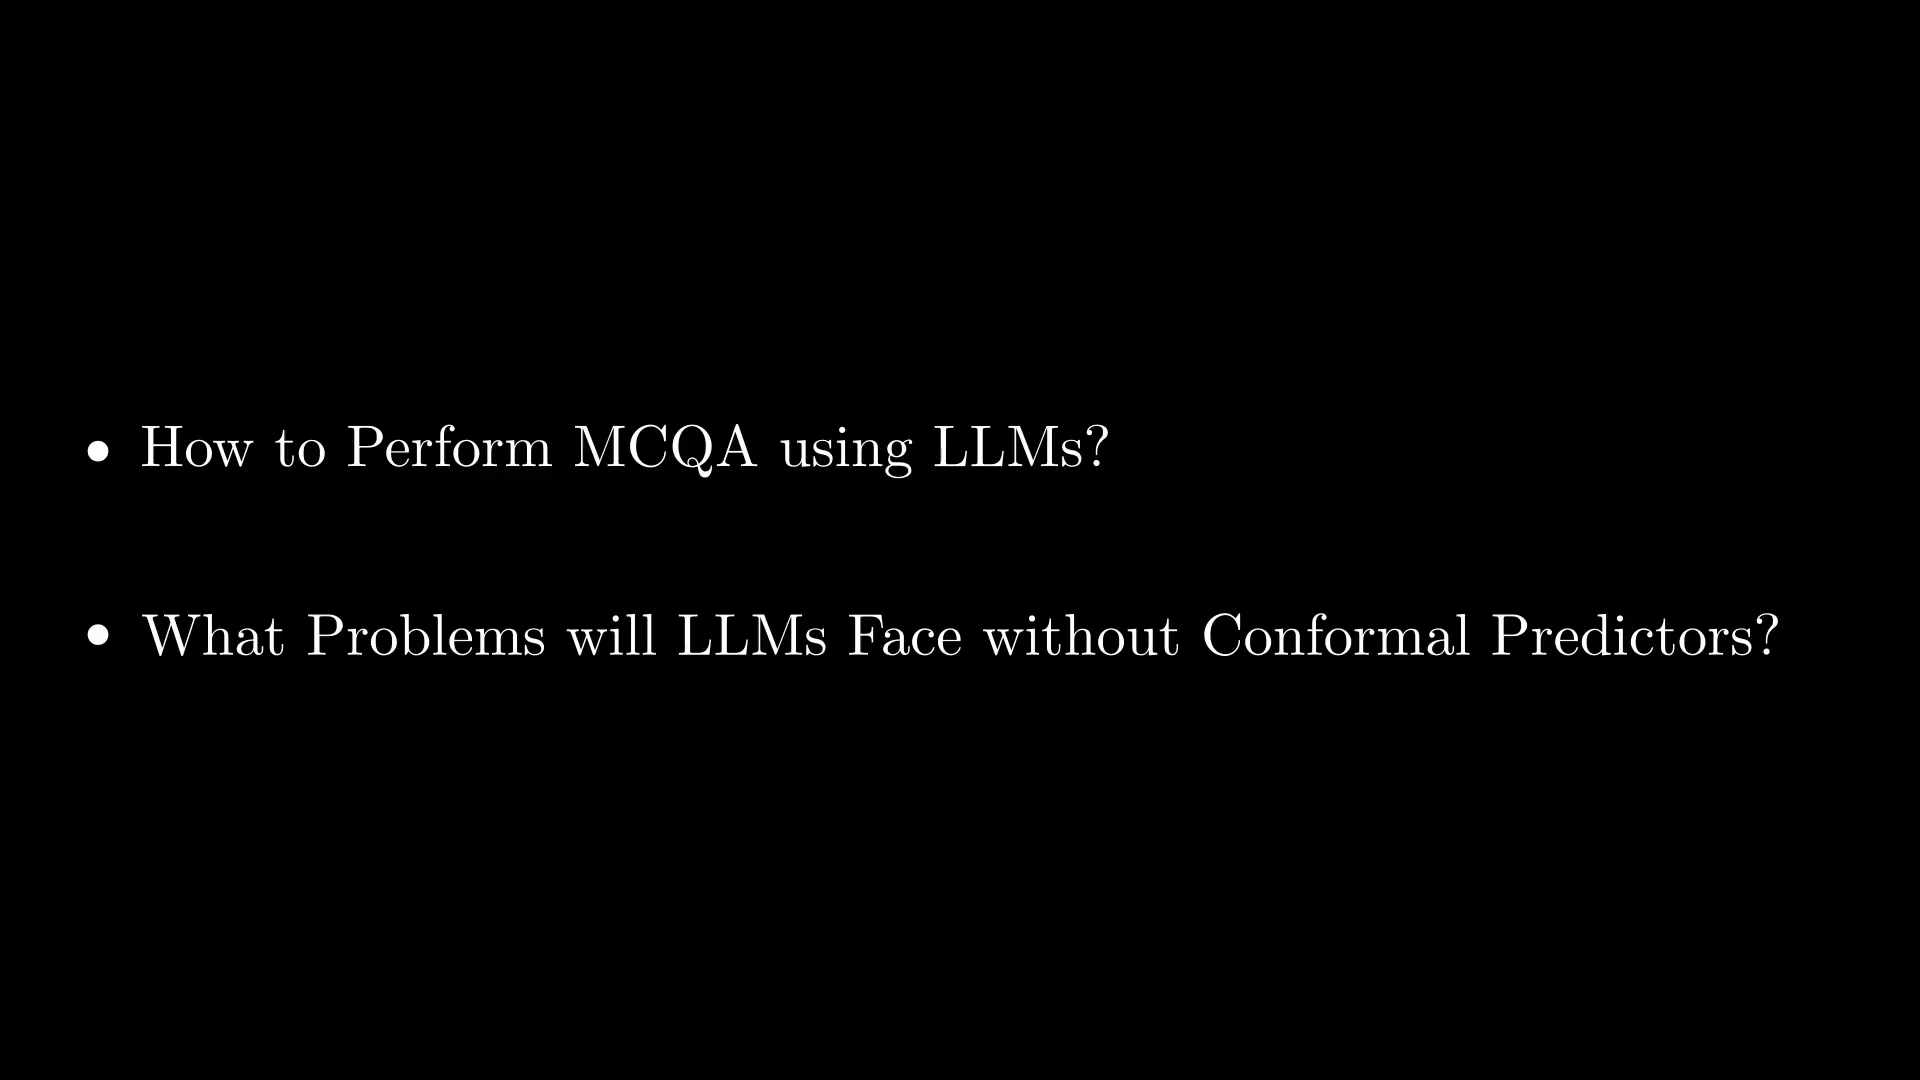 • How to Perform MCQA using LLMs?
• What Problems will LLMs Face without Conformal Predictors?